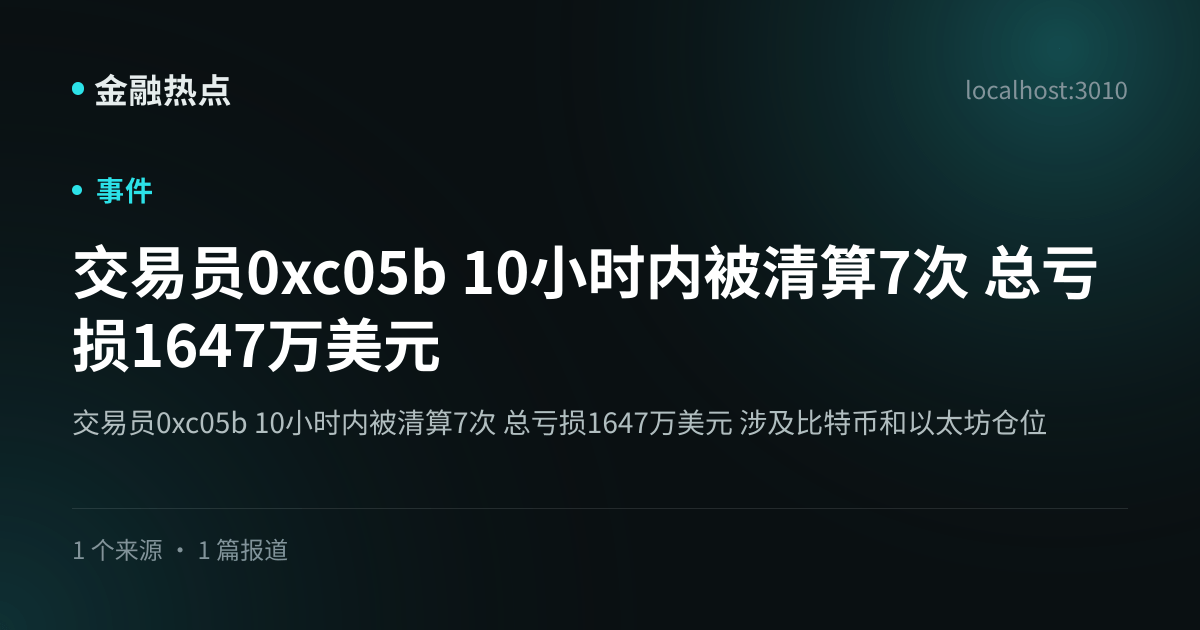 金融热点
localhost:3010
事件
交易员0xc05b 10小时内被清算7次 总亏
损1647万美元
交易员0xc05b 10小时内被清算7次 总亏损1647万美元 涉及比特币和以太坊仓位
1 个来源 · 1 篇报道